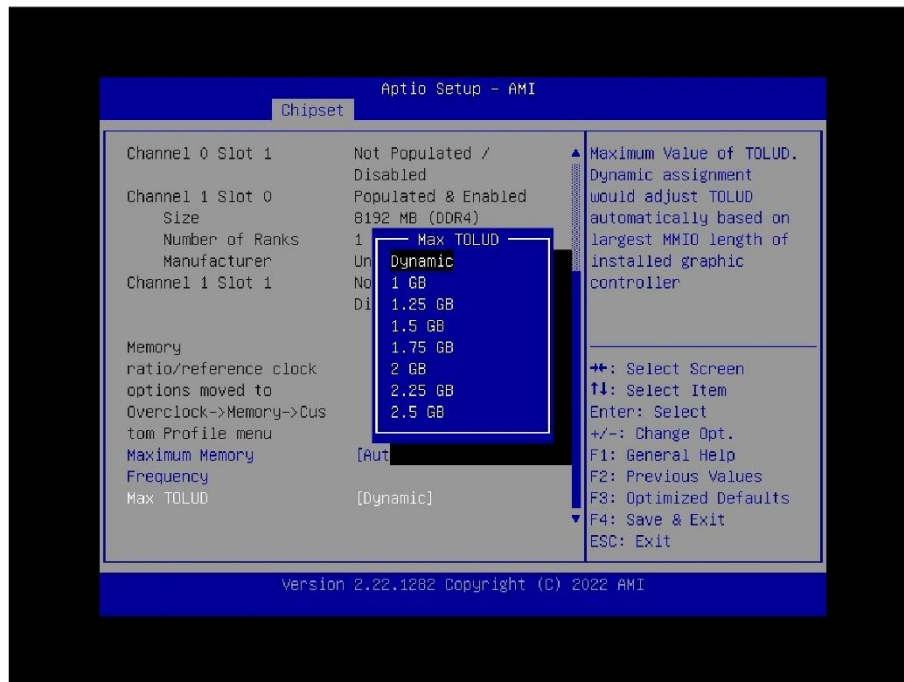 Aptio Setup – AMI
Chipset
Channel 0 Slot 1 Not Populated /
Disabled
Channel 1 Slot 0 Populated & Enabled
Size 8192 MB (DDR4)
Number of Ranks 1
Manufacturer Un
Channel 1 Slot 1 No
Di
Memory
ratio/reference clock
options moved to
Overclock->Memory->Cus
tom Profile menu
Maximum Memory [Aut
Frequency
Max TOLUD [Dynamic]
Max TOLUD
Dynamic
1 GB
1.25 GB
1.5 GB
1.75 GB
2 GB
2.25 GB
2.5 GB
Maximum Value of TOLUD.
Dynamic assignment
would adjust TOLUD
automatically based on
largest MMIO length of
installed graphic
controller
→←: Select Screen
↑↓: Select Item
Enter: Select
+/-: Change Opt.
F1: General Help
F2: Previous Values
F3: Optimized Defaults
F4: Save & Exit
ESC: Exit
Version 2.22.1282 Copyright (C) 2022 AMI